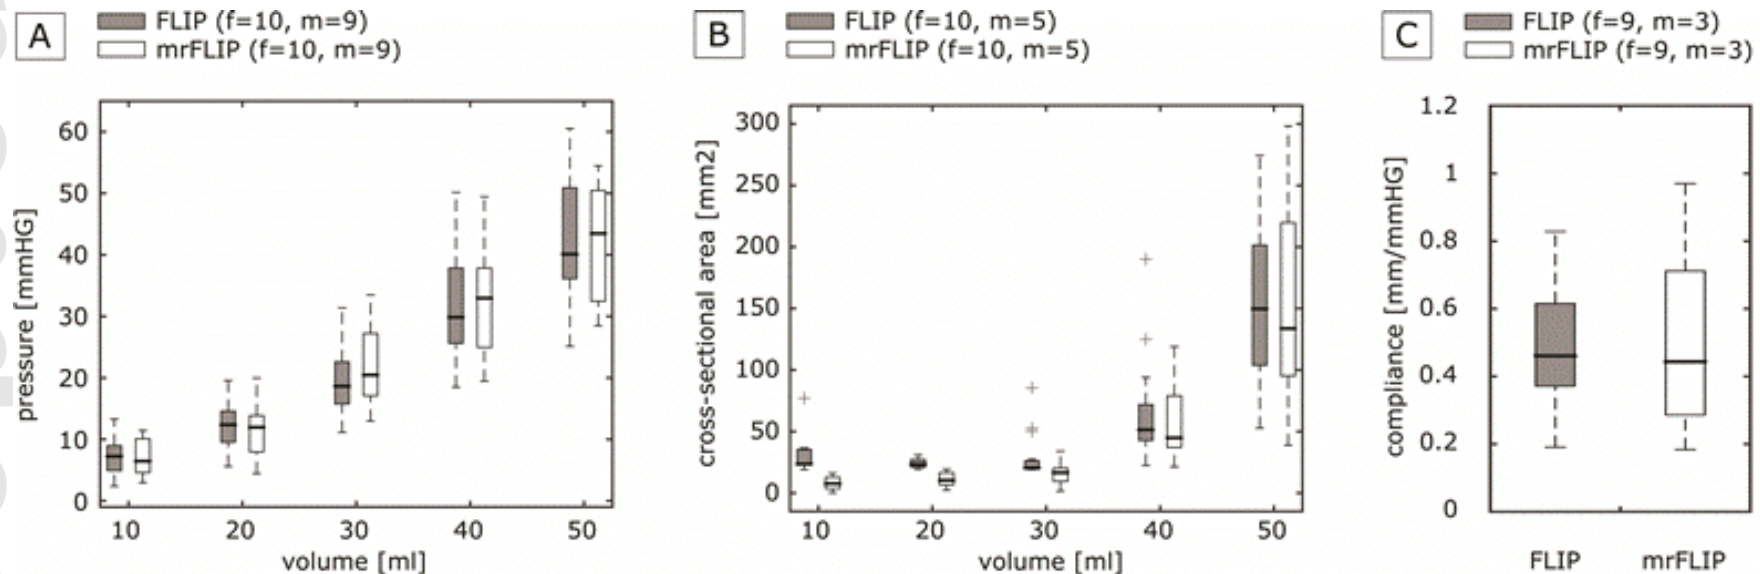 A
FLIP (f=10, m=9)
mrFLIP (f=10, m=9)
pressure [mmHG]
60
50
40
30
20
10
0
10 20 30 40 50
volume [ml]
B
FLIP (f=10, m=5)
mrFLIP (f=10, m=5)
cross-sectional area [mm2]
300
250
200
150
100
50
0
10 20 30 40 50
volume [ml]
C
FLIP (f=9, m=3)
mrFLIP (f=9, m=3)
compliance [mm/mmHG]
1.2
1
0.8
0.6
0.4
0.2
0
FLIP mrFLIP